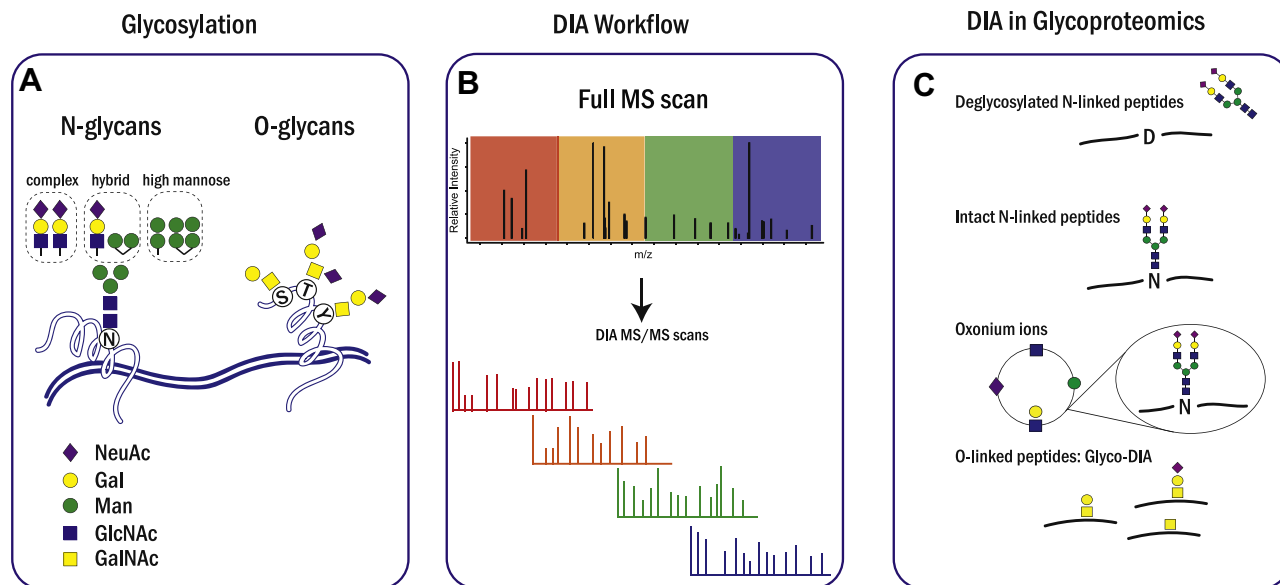 Glycosylation
DIA Workflow
DIA in Glycoproteomics
A
N-glycans
O-glycans
complex
hybrid
high mannose
S
T
Y
N
NeuAc
Gal
Man
GlcNAc
GalNAc
B
Full MS scan
Relative Intensity
m/z
DIA MS/MS scans
C
Deglycosylated N-linked peptides
D
Intact N-linked peptides
N
Oxonium ions
N
O-linked peptides: Glyco-DIA